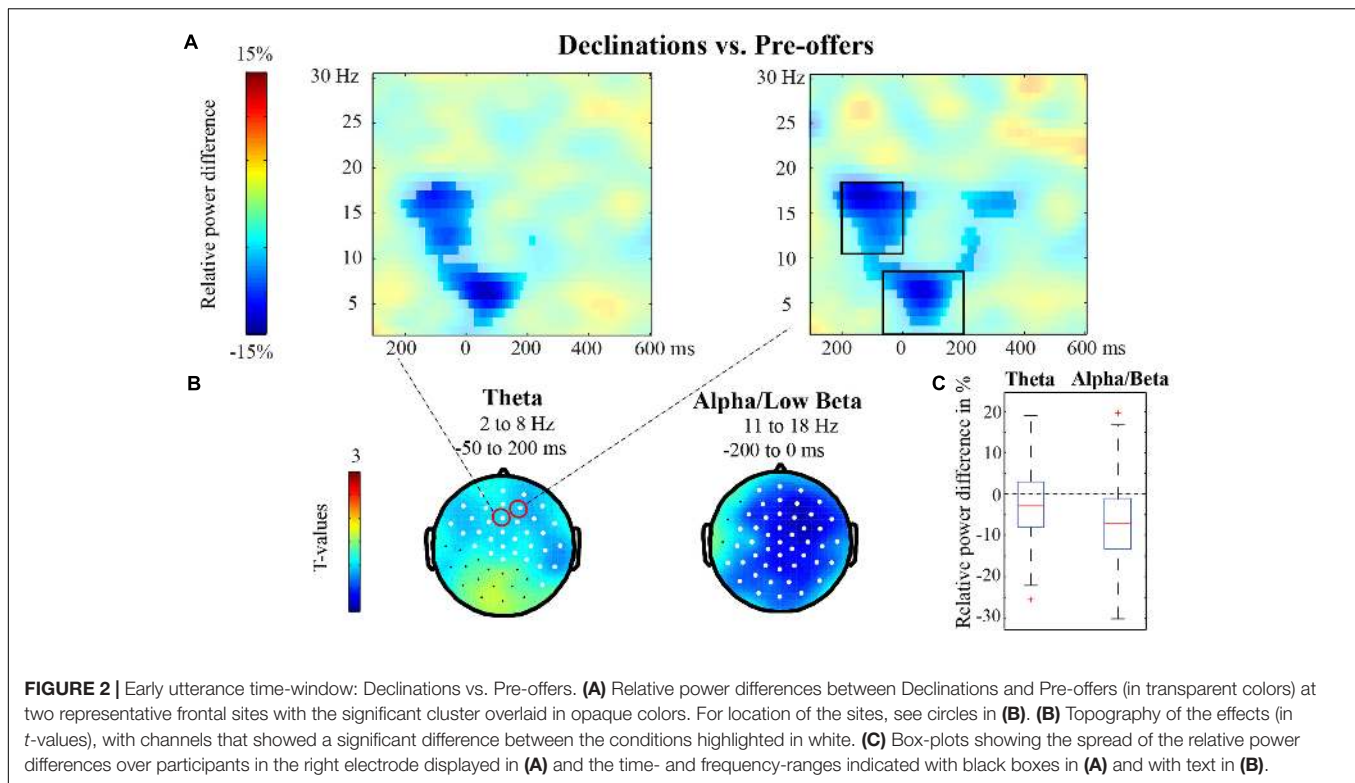 A
Declinations vs. Pre-offers
15%
Relative power difference
-15%
30 Hz
25
20
15
10
5
200 0 200 400 600 ms
30 Hz
25
20
15
10
5
200 0 200 400 600 ms
B
Theta
2 to 8 Hz
-50 to 200 ms
Alpha/Low Beta
11 to 18 Hz
-200 to 0 ms
3
T-values
C
Theta Alpha/Beta
Relative power difference in %
20
10
0
-10
-20
-30
FIGURE 2 | Early utterance time-window: Declinations vs. Pre-offers. (A) Relative power differences between Declinations and Pre-offers (in transparent colors) at
two representative frontal sites with the significant cluster overlaid in opaque colors. For location of the sites, see circles in (B). (B) Topography of the effects (in
t-values), with channels that showed a significant difference between the conditions highlighted in white. (C) Box-plots showing the spread of the relative power
differences over participants in the right electrode displayed in (A) and the time- and frequency-ranges indicated with black boxes in (A) and with text in (B).